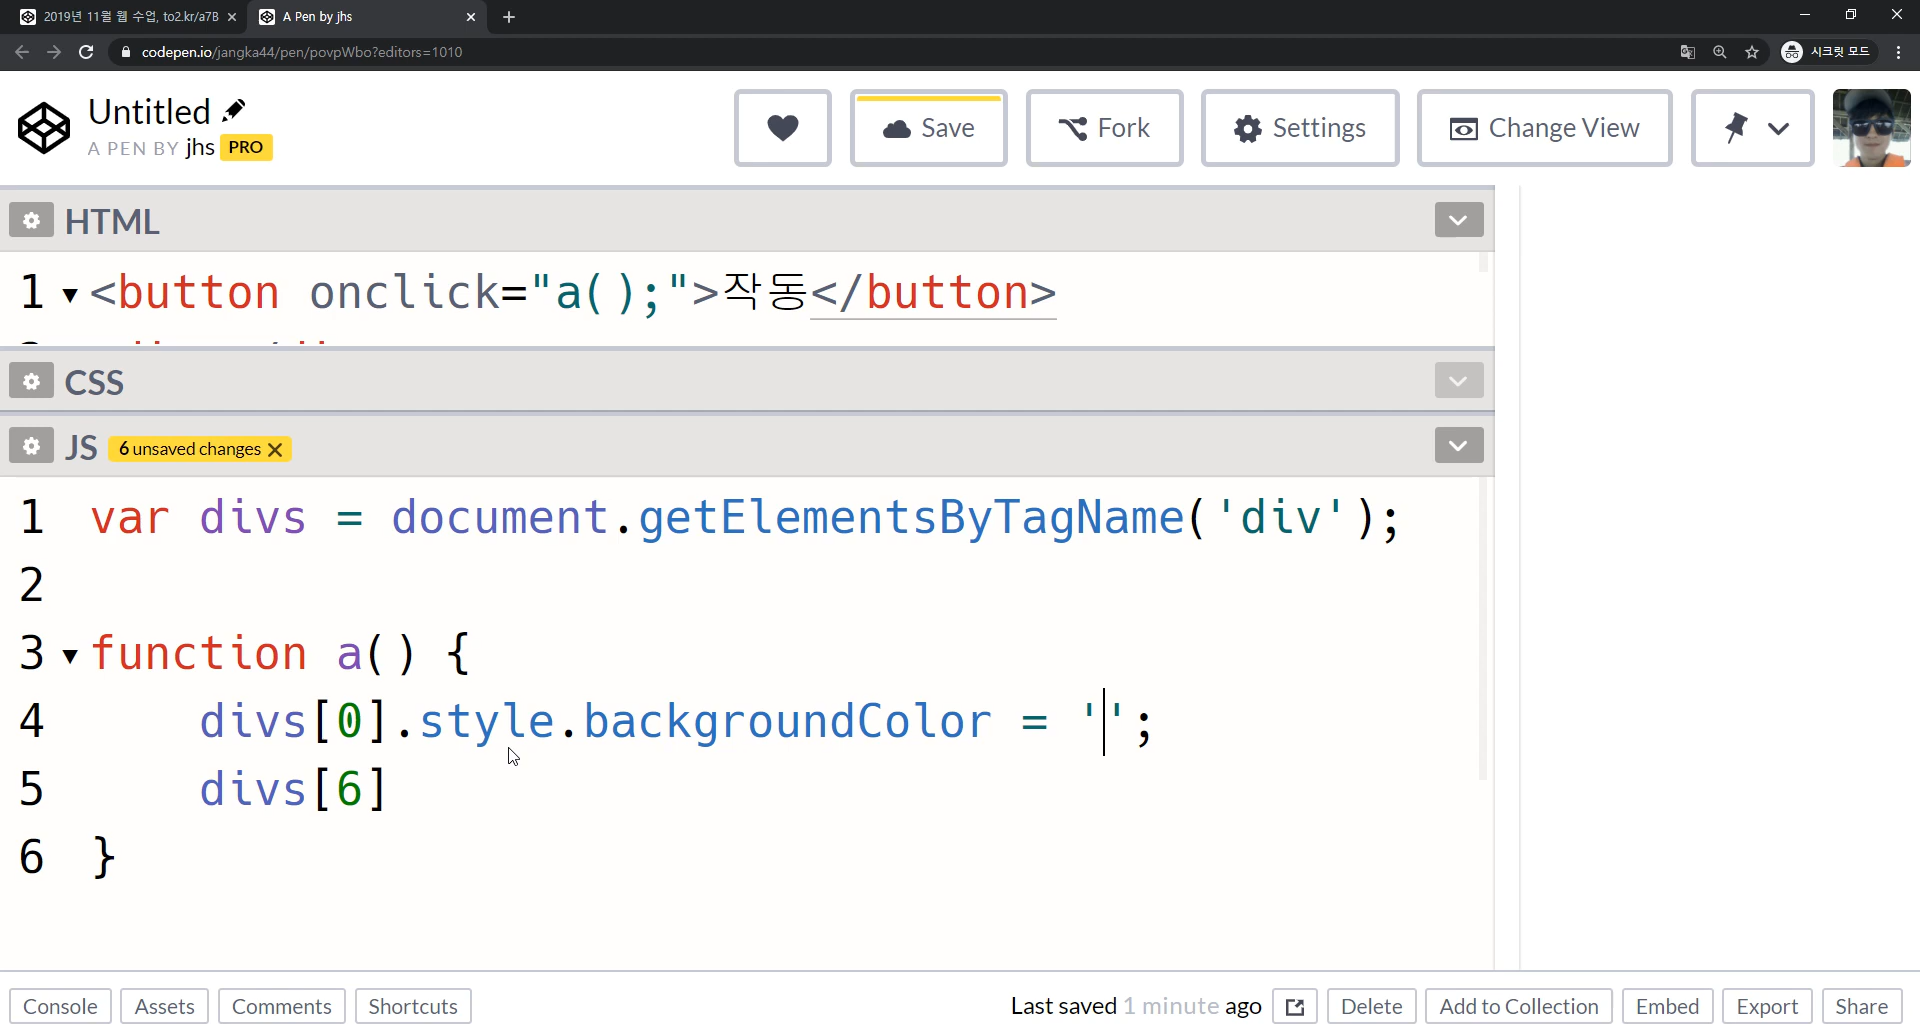 2019년 11월 웹 수업, to2.kr/a7B
A Pen by jhs
codepen.io/jangka44/pen/povpWbo?editors=1010
시크릿 모드
Untitled
A PEN BY jhs PRO
Save
Fork
Settings
Change View
HTML
1 <button onclick="a();">작동</button>
CSS
JS 6 unsaved changes
1 var divs = document.getElementsByTagName('div');
2
3 function a() {
4 divs[0].style.backgroundColor = '';
5 divs[6]
6 }
Console Assets Comments Shortcuts
Last saved 1 minute ago Delete Add to Collection Embed Export Share